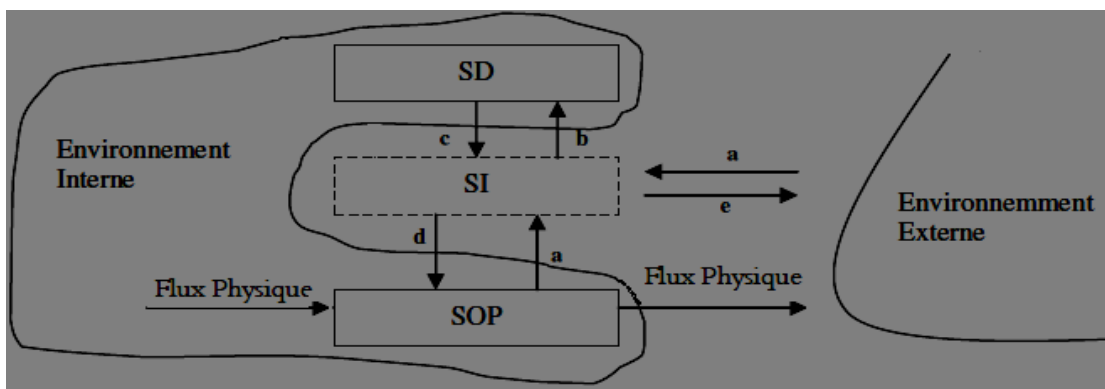 SD
c
b
Environnement
Interne
SI
a
e
Environnemment
Externe
d
a
Flux Physique
SOP
Flux Physique